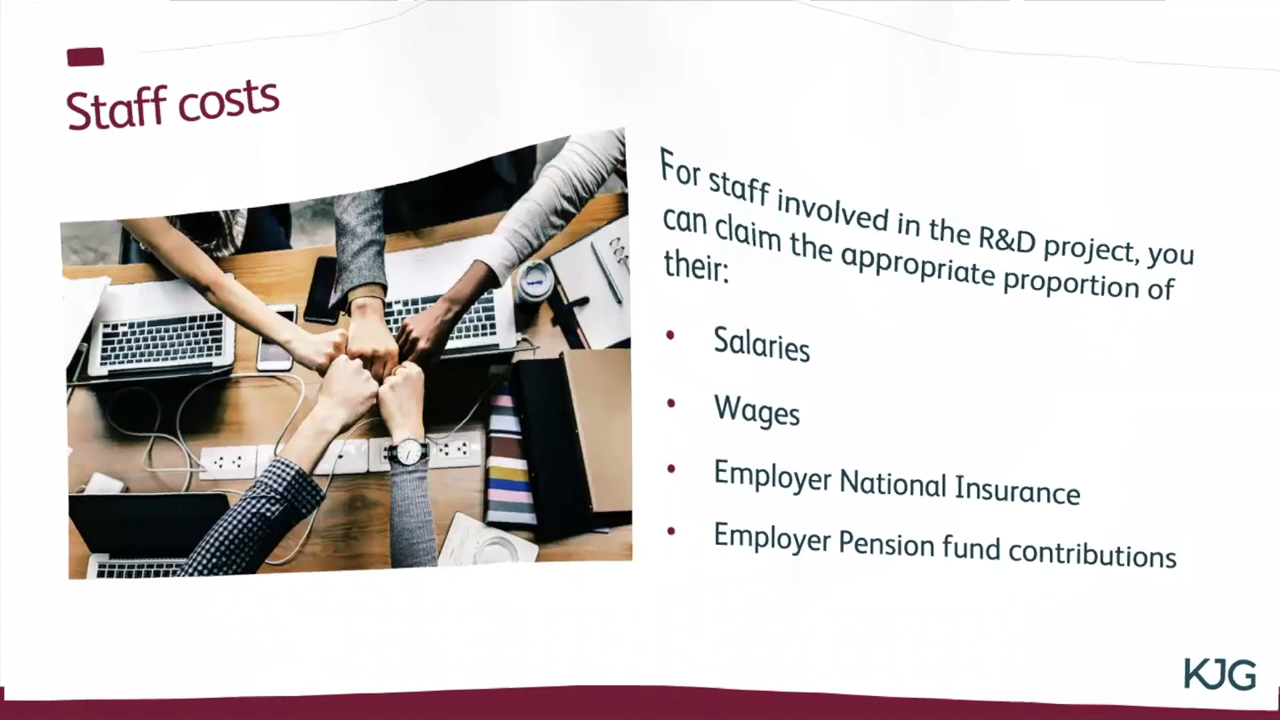 Staff costs
For staff involved in the R&D project, you
can claim the appropriate proportion of
their:
• Salaries
• Wages
• Employer National Insurance
• Employer Pension fund contributions
KJG